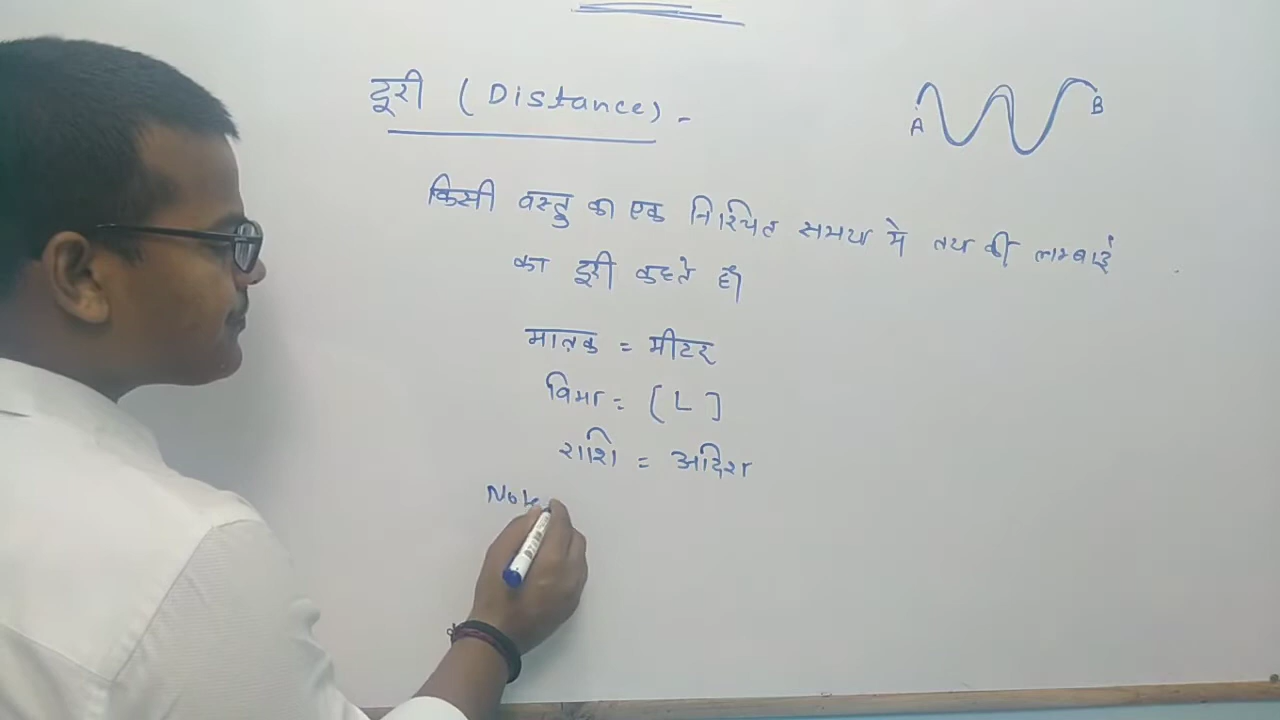 दूरी (Distance) -
A B
किसी वस्तु का एक निश्चित समय मे तय की लम्बाई
का दूरी कहते है।
मात्रक = मीटर
विमा = [L]
राशि = अदिश
Note